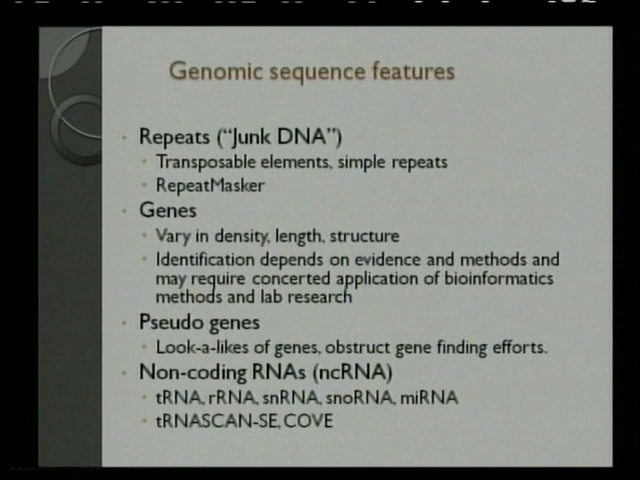 Genomic sequence features
Repeats ("Junk DNA")
Transposable elements, simple repeats
RepeatMasker
Genes
Vary in density, length, structure
Identification depends on evidence and methods and
may require concerted application of bioinformatics
methods and lab research
Pseudo genes
Look-a-likes of genes, obstruct gene finding efforts.
Non-coding RNAs (ncRNA)
tRNA, rRNA, snRNA, snoRNA, miRNA
tRNASCAN-SE, COVE